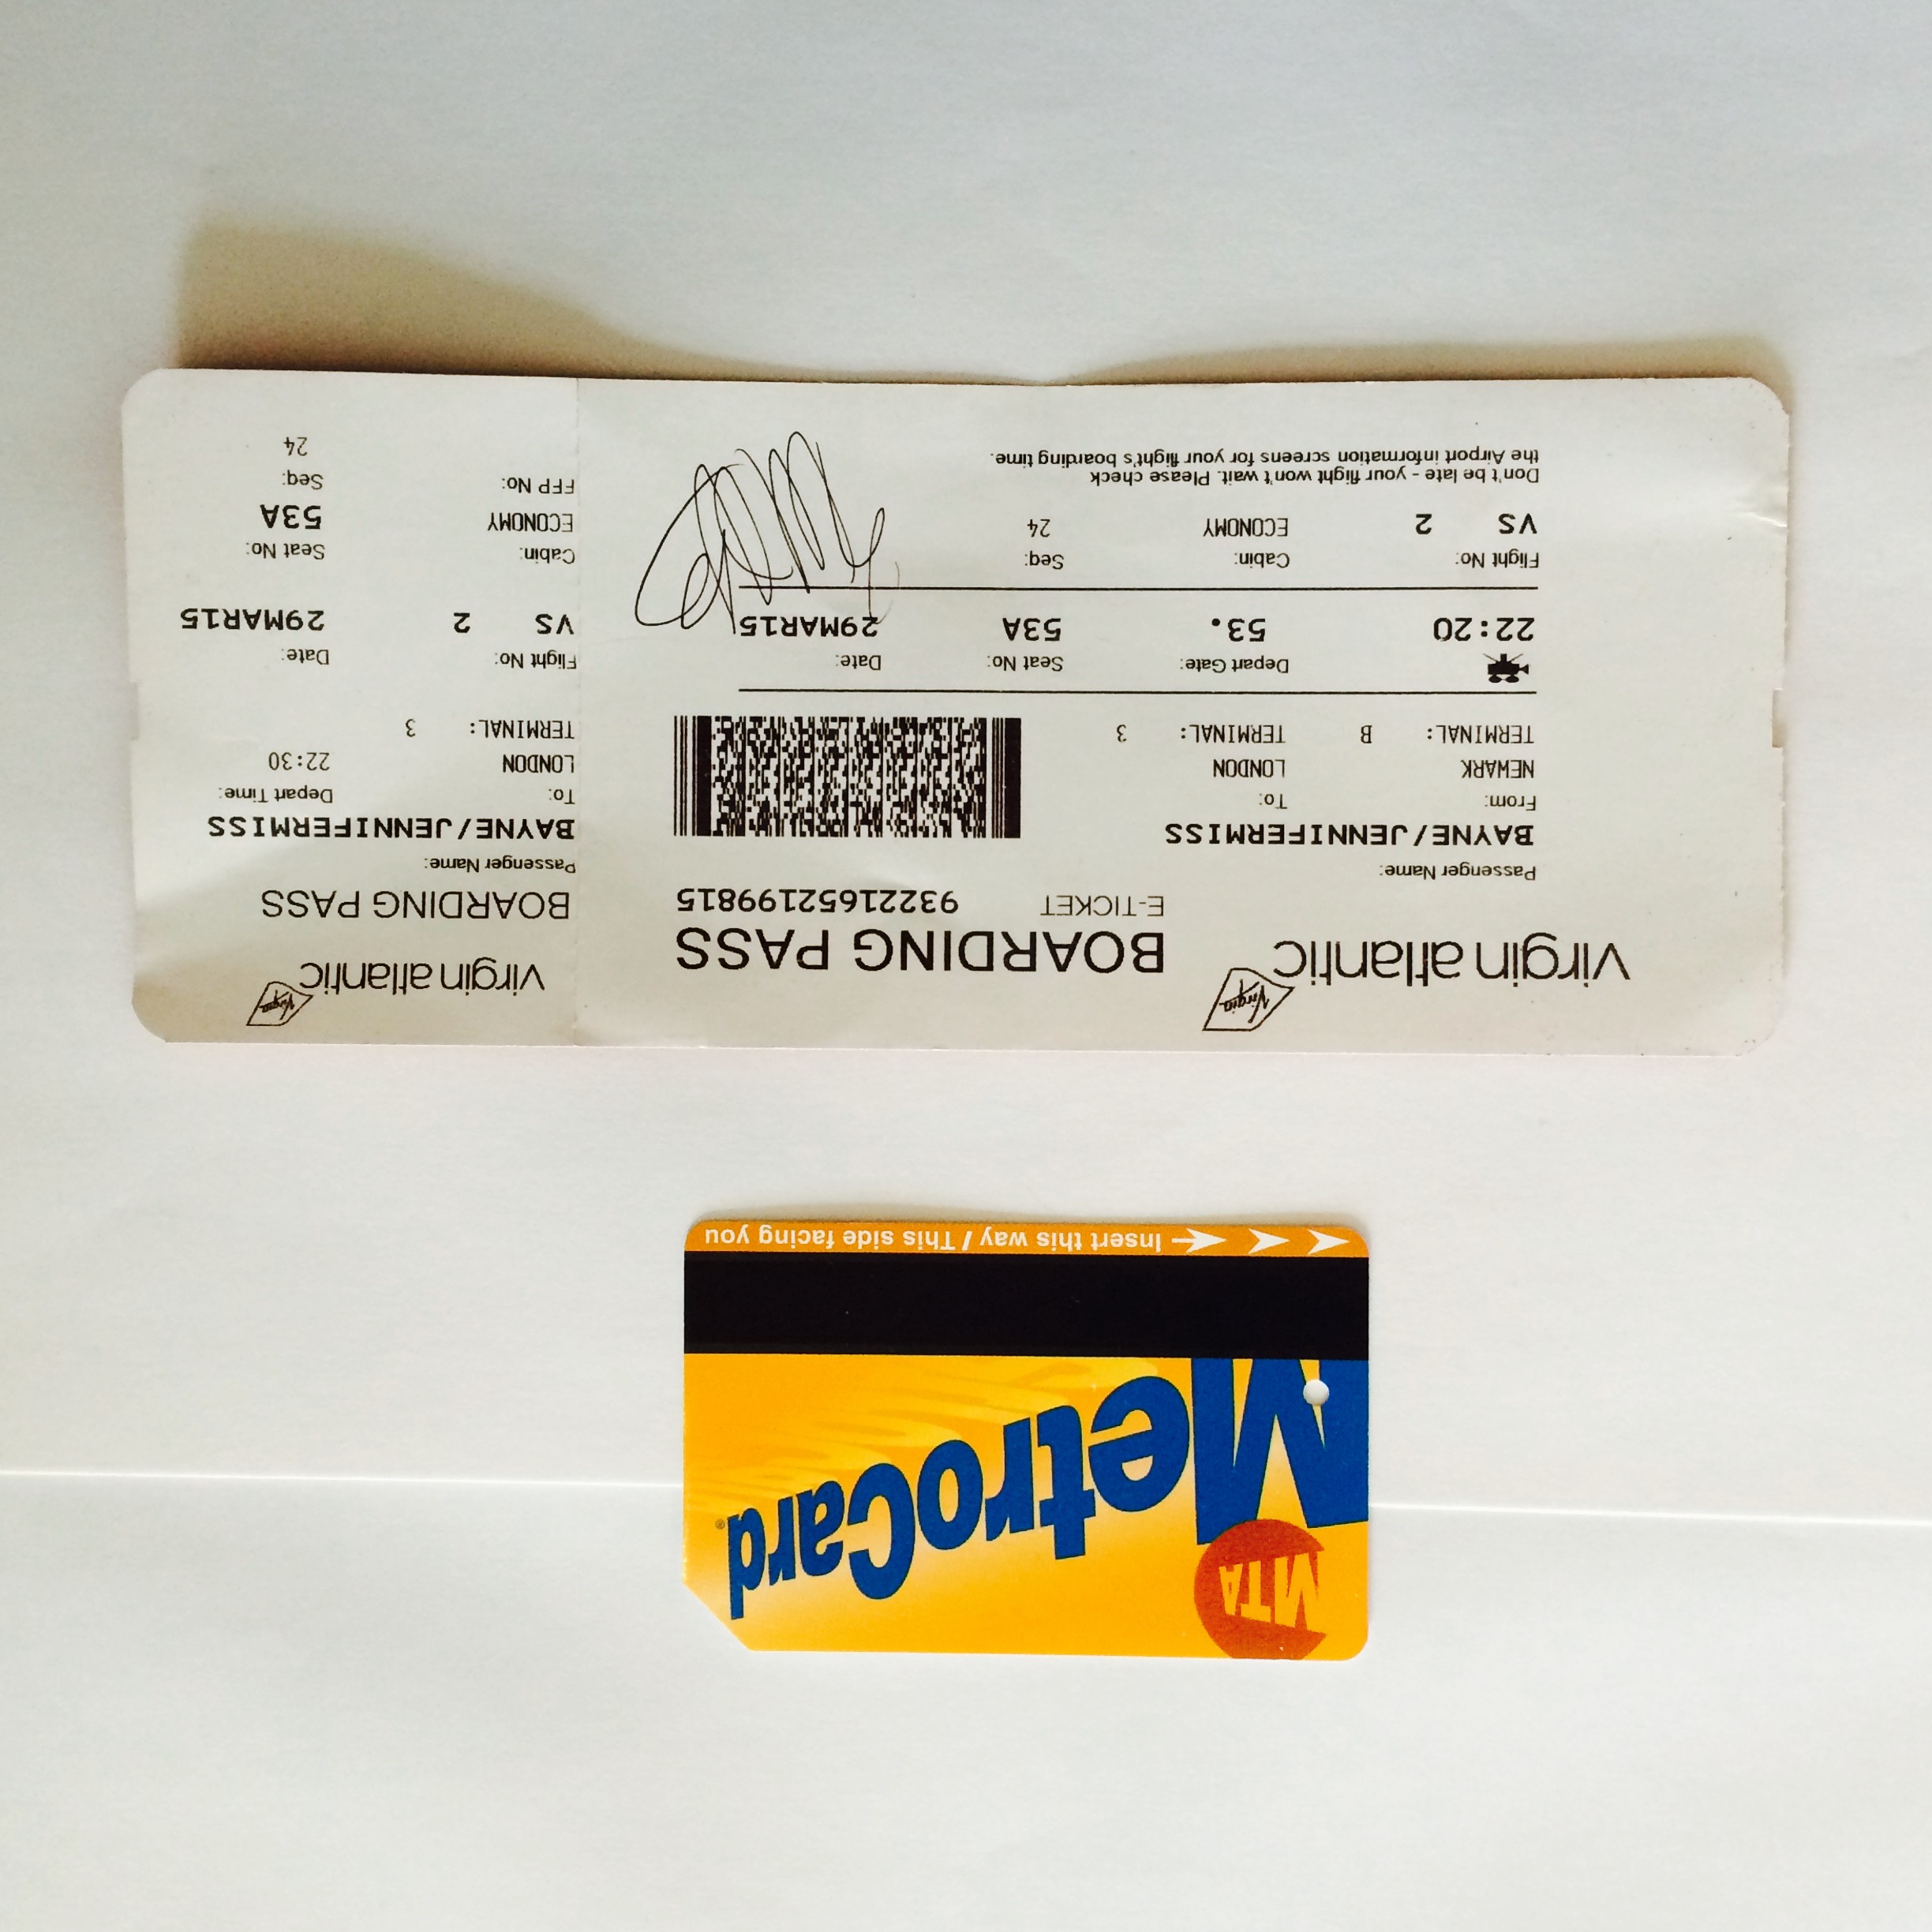 virgin atlantic
Virgin
BOARDING PASS
E-TICKET 93221652199815
Passenger Name:
BAYNE/JENNIFERMISS
From: To:
NEWARK LONDON
TERMINAL: B TERMINAL: 3
Depart Gate: Seat No: Date:
22:20 53. 53A 29MAR15
Flight No: Cabin: Seq:
VS 2 ECONOMY 24
Don't be late - your flight won't wait. Please check
the Airport information screens for your flight's boarding time.
virgin atlantic
Virgin
BOARDING PASS
Passenger Name:
BAYNE/JENNIFERMISS
To: Depart Time:
LONDON 22:30
TERMINAL: 3
Flight No: Date:
VS 2 29MAR15
Cabin: Seat No:
ECONOMY 53A
FFP No: Seq:
24
MTA
MetroCard®
Insert this way / This side facing you